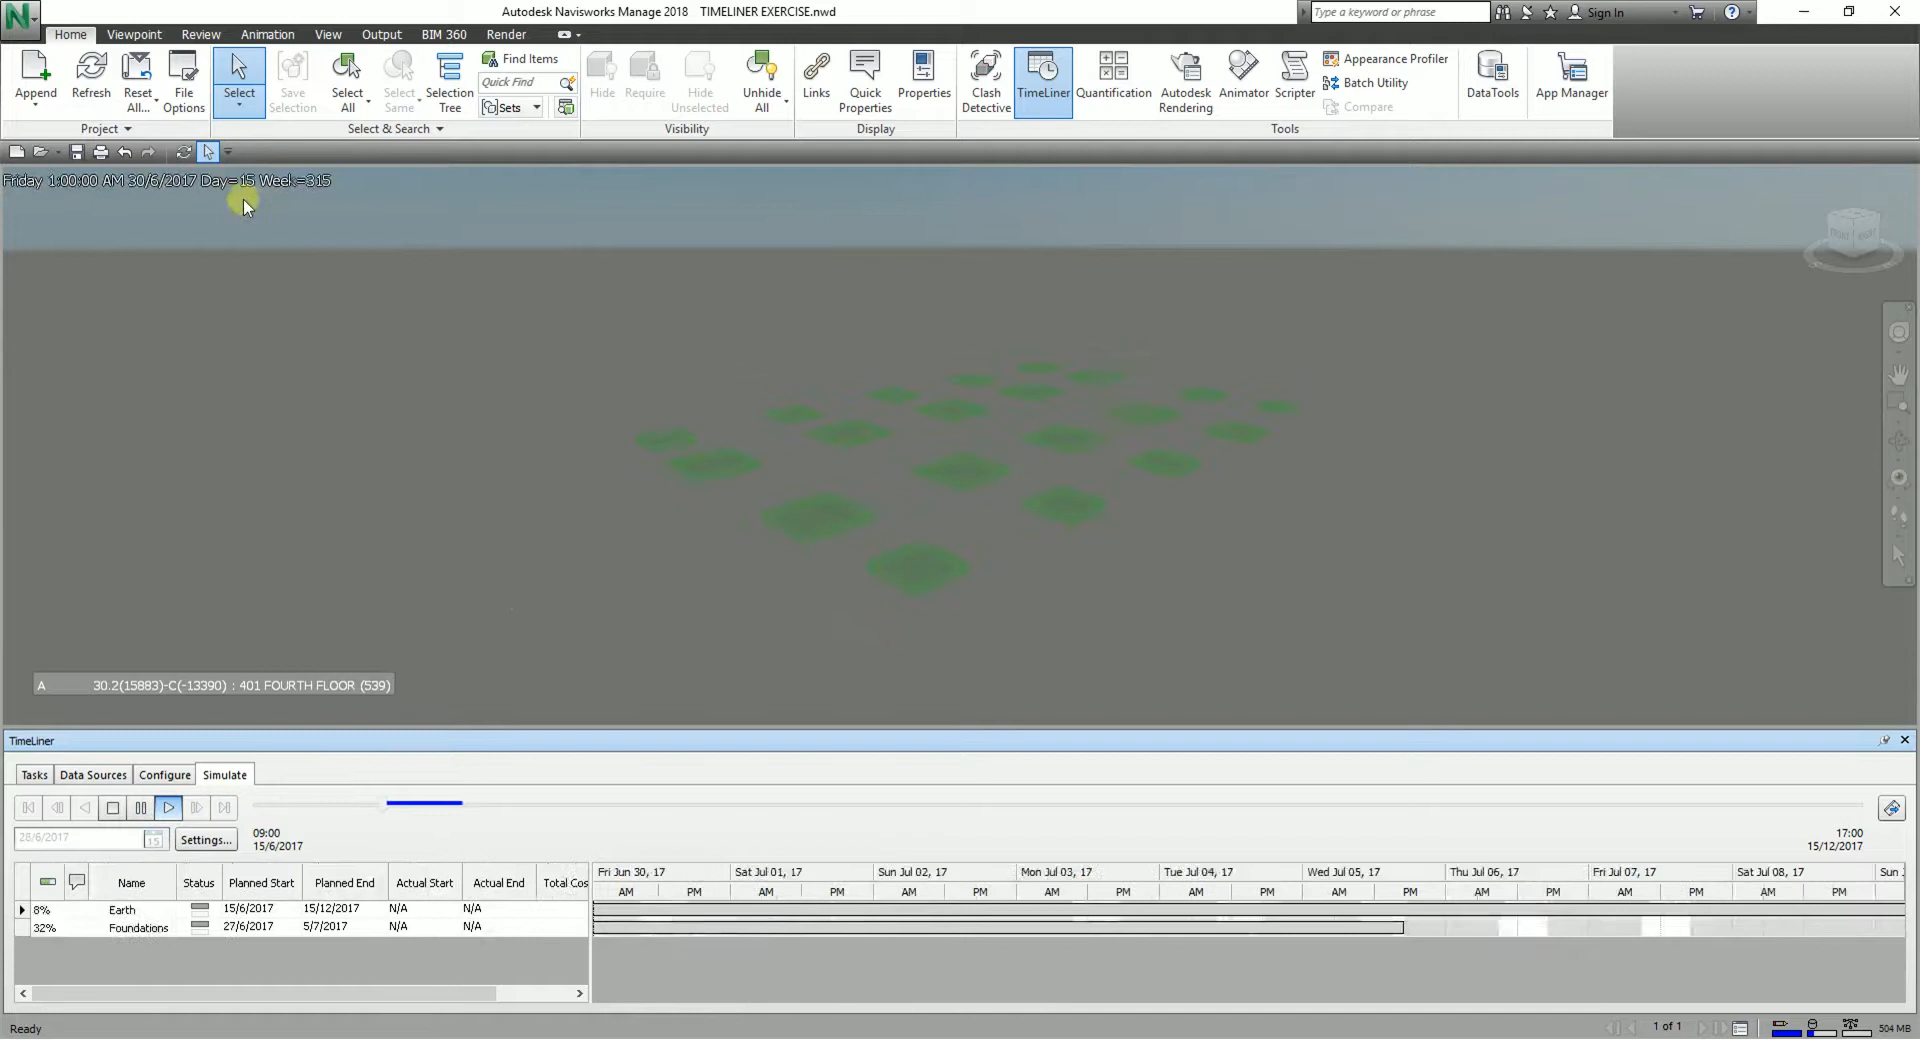 Autodesk Navisworks Manage 2018 TIMELINER EXERCISE.nwd
Type a keyword or phrase
Sign In
Home Viewpoint Review Animation View Output BIM 360 Render
Append
Refresh
Reset All...
File Options
Select
Save Selection
Select All
Select Same
Selection Tree
Find Items
Quick Find
Sets
Hide
Require
Hide Unselected
Unhide All
Links
Quick Properties
Properties
Clash Detective
TimeLiner
Quantification
Autodesk Rendering
Animator
Scripter
Appearance Profiler
Batch Utility
Compare
DataTools
App Manager
Project
Select & Search
Visibility
Display
Tools
Friday 1:00:00 AM 30/6/2017 Day=15 Week=315
FRONT RIGHT
A 30.2(15883)-C(-13390) : 401 FOURTH FLOOR (539)
TimeLiner
Tasks Data Sources Configure Simulate
28/6/2017 15 Settings...
09:00
15/6/2017
17:00
15/12/2017
Name Status Planned Start Planned End Actual Start Actual End Total Cos
Fri Jun 30, 17 Sat Jul 01, 17 Sun Jul 02, 17 Mon Jul 03, 17 Tue Jul 04, 17 Wed Jul 05, 17 Thu Jul 06, 17 Fri Jul 07, 17 Sat Jul 08, 17 Sun
AM PM AM PM AM PM AM PM AM PM AM PM AM PM AM PM AM PM
8% Earth 15/6/2017 15/12/2017 N/A N/A
32% Foundations 27/6/2017 5/7/2017 N/A N/A
Ready
1 of 1
504 MB